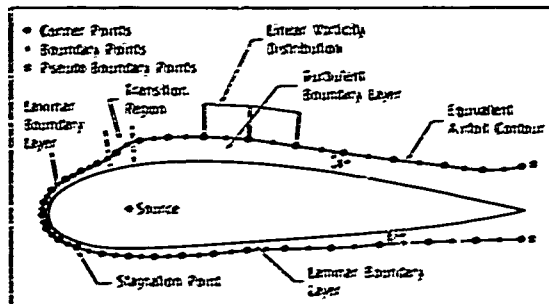 Corner Points
Boundary Points
Pseudo Boundary Points
Linear Vorticity
Distribution
Transition
Region
Turbulent
Boundary Layer
Laminar
Boundary
Layer
Equivalent
Airfoil Contour
Source
Stagnation Point
Laminar Boundary
Layer